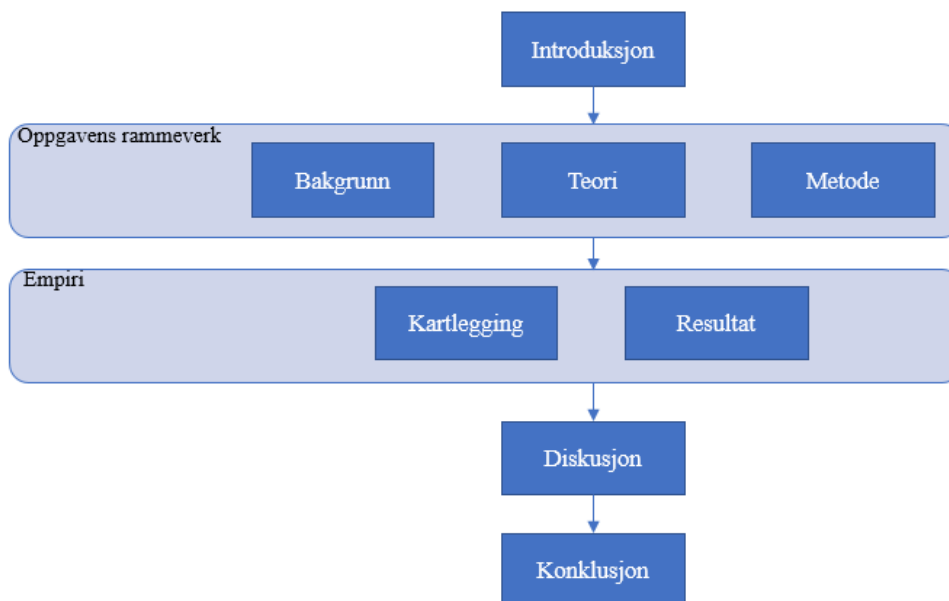 Introduksjon
Oppgavens rammeverk
Bakgrunn
Teori
Metode
Empiri
Kartlegging
Resultat
Diskusjon
Konklusjon